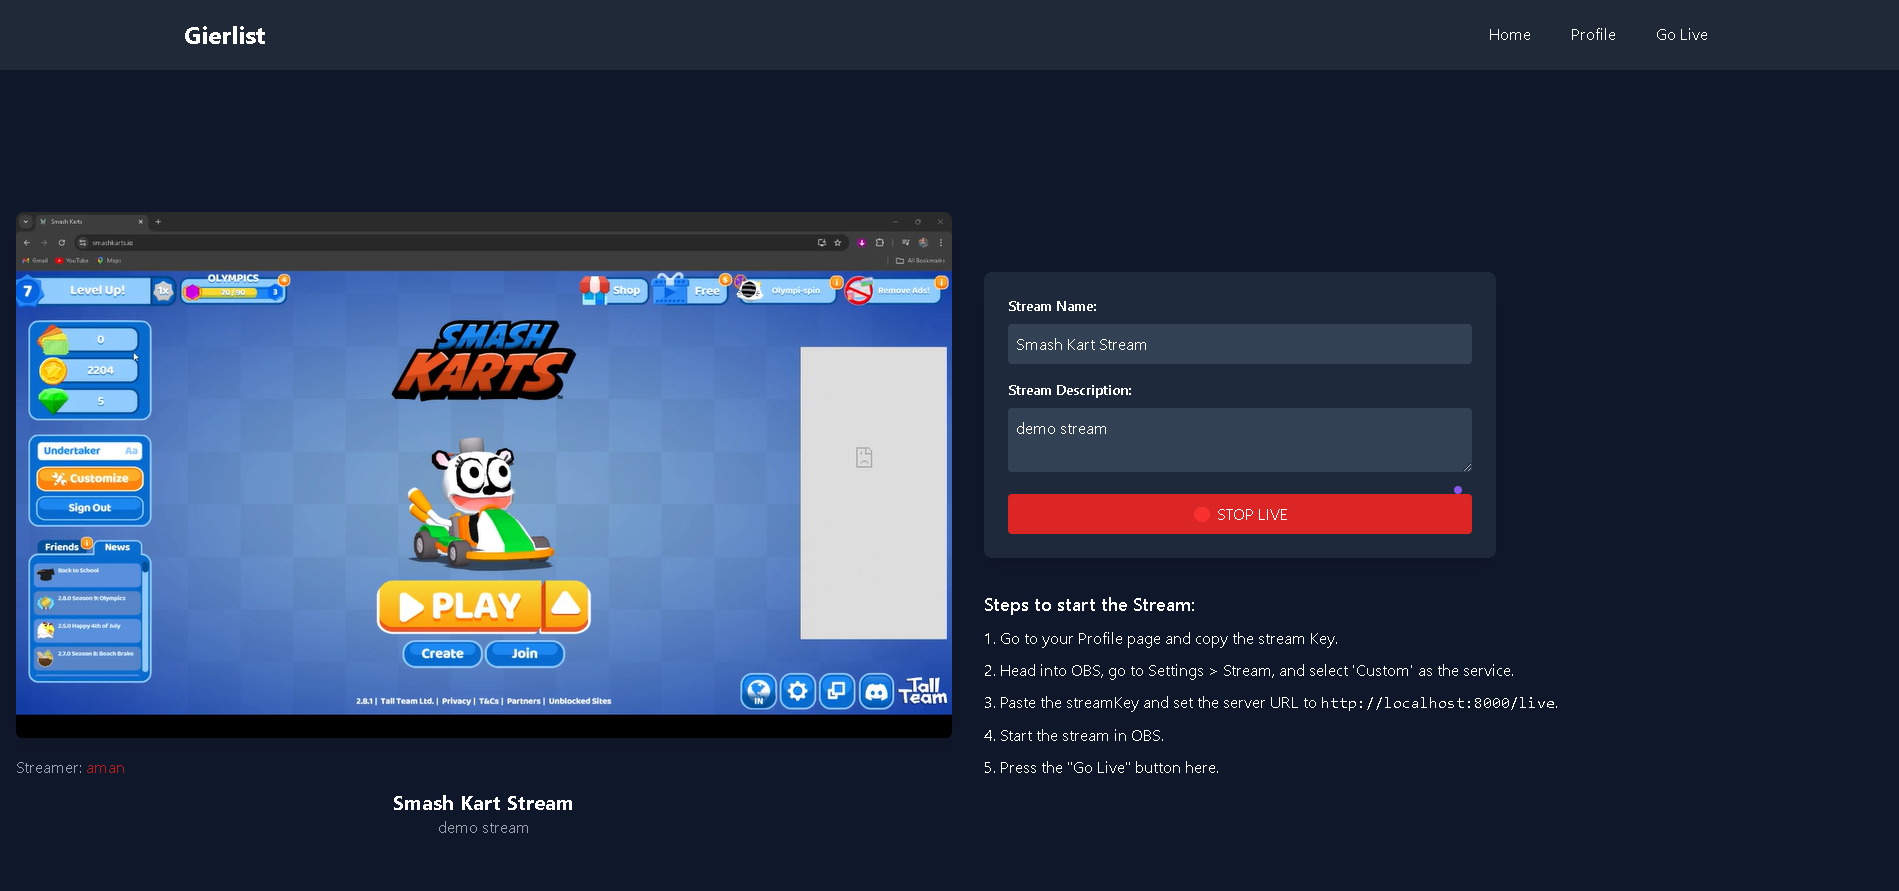 Gierlist
Home
Profile
Go Live
Smash Karts
smashkarts.io
Gmail
YouTube
Maps
All Bookmarks
7
Level Up!
1x
OLYMPICS
4
70 / 90
3
Shop
Free
5
Olympi-spin
Remove Ads!
0
2204
5
SMASH
KARTS
TM
Undertaker
Aa
Customize
Sign Out
Friends
News
Back to School
2.8.0 Season 9: Olympics
2.5.0 Happy 4th of July
2.7.0 Season 8: Beach Brake
PLAY
Create
Join
2.8.1 | Tall Team Ltd. | Privacy | T&Cs | Partners | Unblocked Sites
IN
Tall
Team
Streamer: aman
Smash Kart Stream
demo stream
Stream Name:
Smash Kart Stream
Stream Description:
demo stream
STOP LIVE
Steps to start the Stream:
1. Go to your Profile page and copy the stream Key.
2. Head into OBS, go to Settings > Stream, and select 'Custom' as the service.
3. Paste the streamKey and set the server URL to http://localhost:8000/live.
4. Start the stream in OBS.
5. Press the "Go Live" button here.